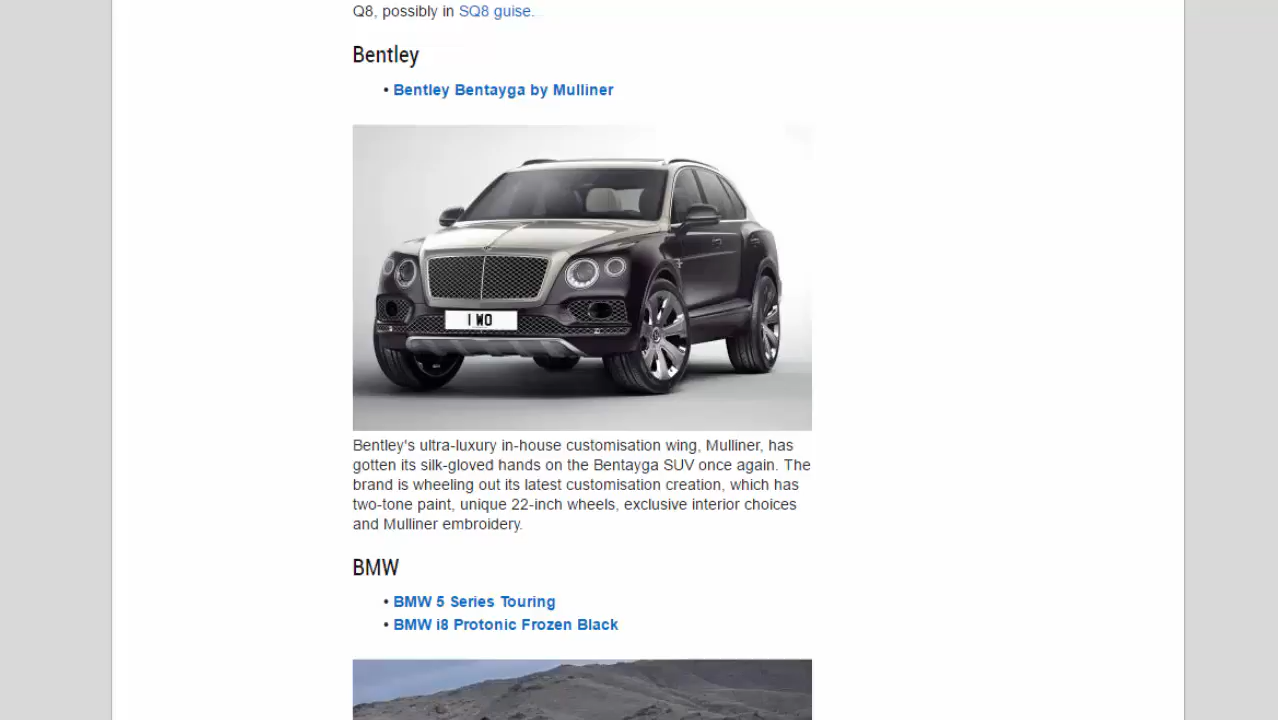 Q8, possibly in SQ8 guise.
Bentley
• Bentley Bentayga by Mulliner
1 WO
Bentley's ultra-luxury in-house customisation wing, Mulliner, has
gotten its silk-gloved hands on the Bentayga SUV once again. The
brand is wheeling out its latest customisation creation, which has
two-tone paint, unique 22-inch wheels, exclusive interior choices
and Mulliner embroidery.
BMW
• BMW 5 Series Touring
• BMW i8 Protonic Frozen Black